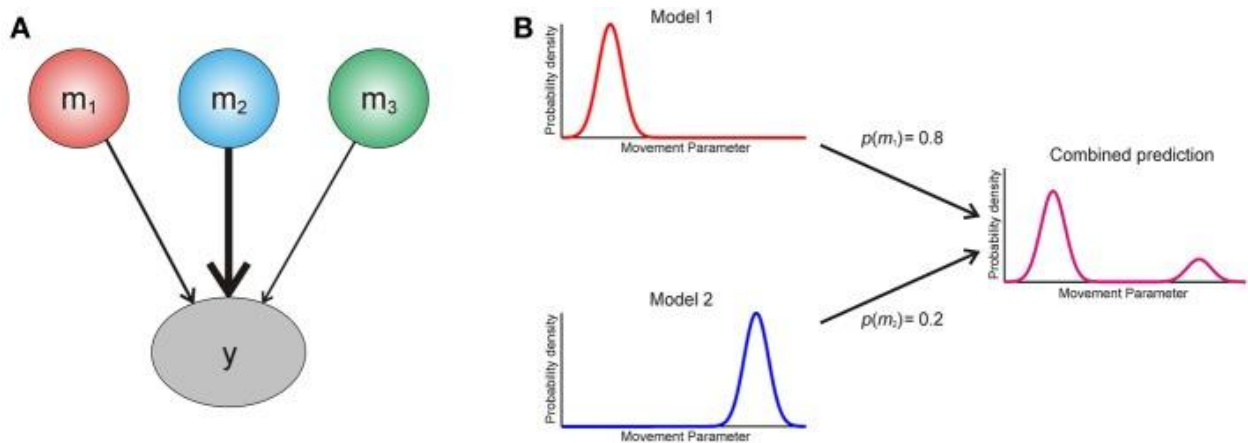 A
m₁
m₂
m₃
y
B
Model 1
Probability density
Movement Parameter
p(m₁)= 0.8
Combined prediction
Probability density
Movement Parameter
Model 2
Probability density
Movement Parameter
p(m₂)= 0.2